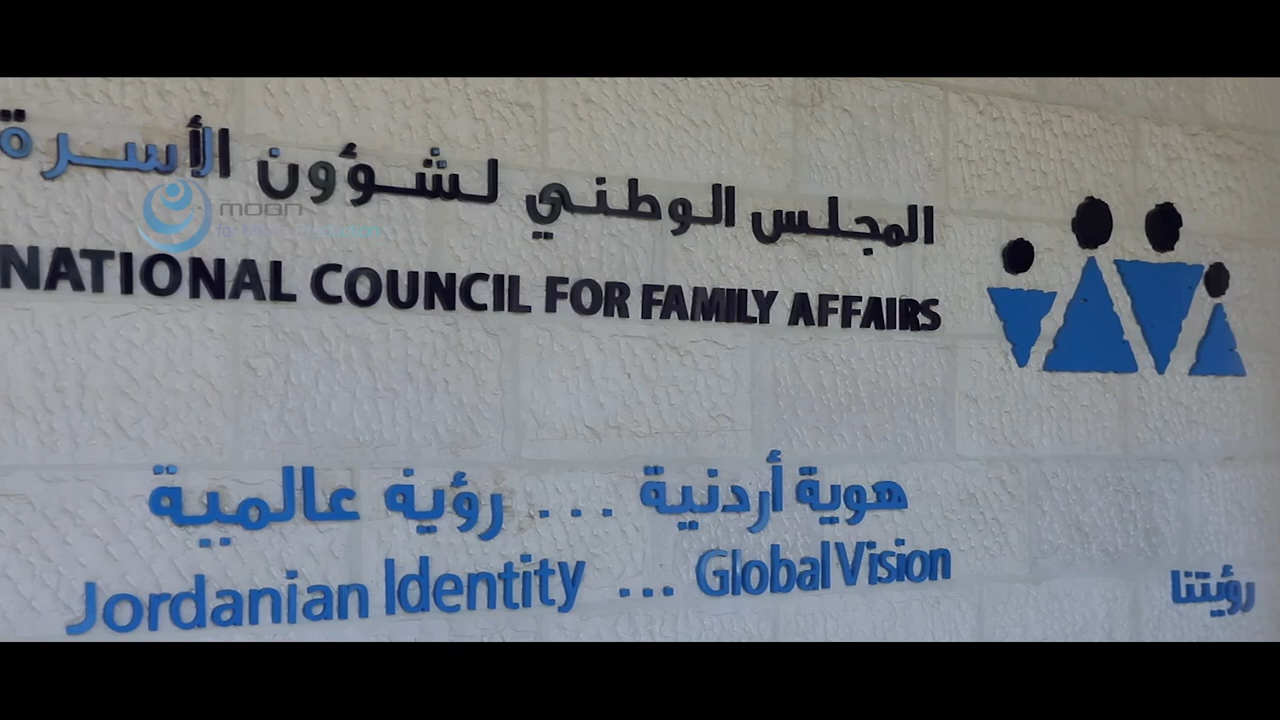 المجلس الوطني لشؤون الأسرة
moon
NATIONAL COUNCIL FOR FAMILY AFFAIRS
هوية أردنية ... رؤية عالمية
Jordanian Identity ... Global Vision
رؤيتنا